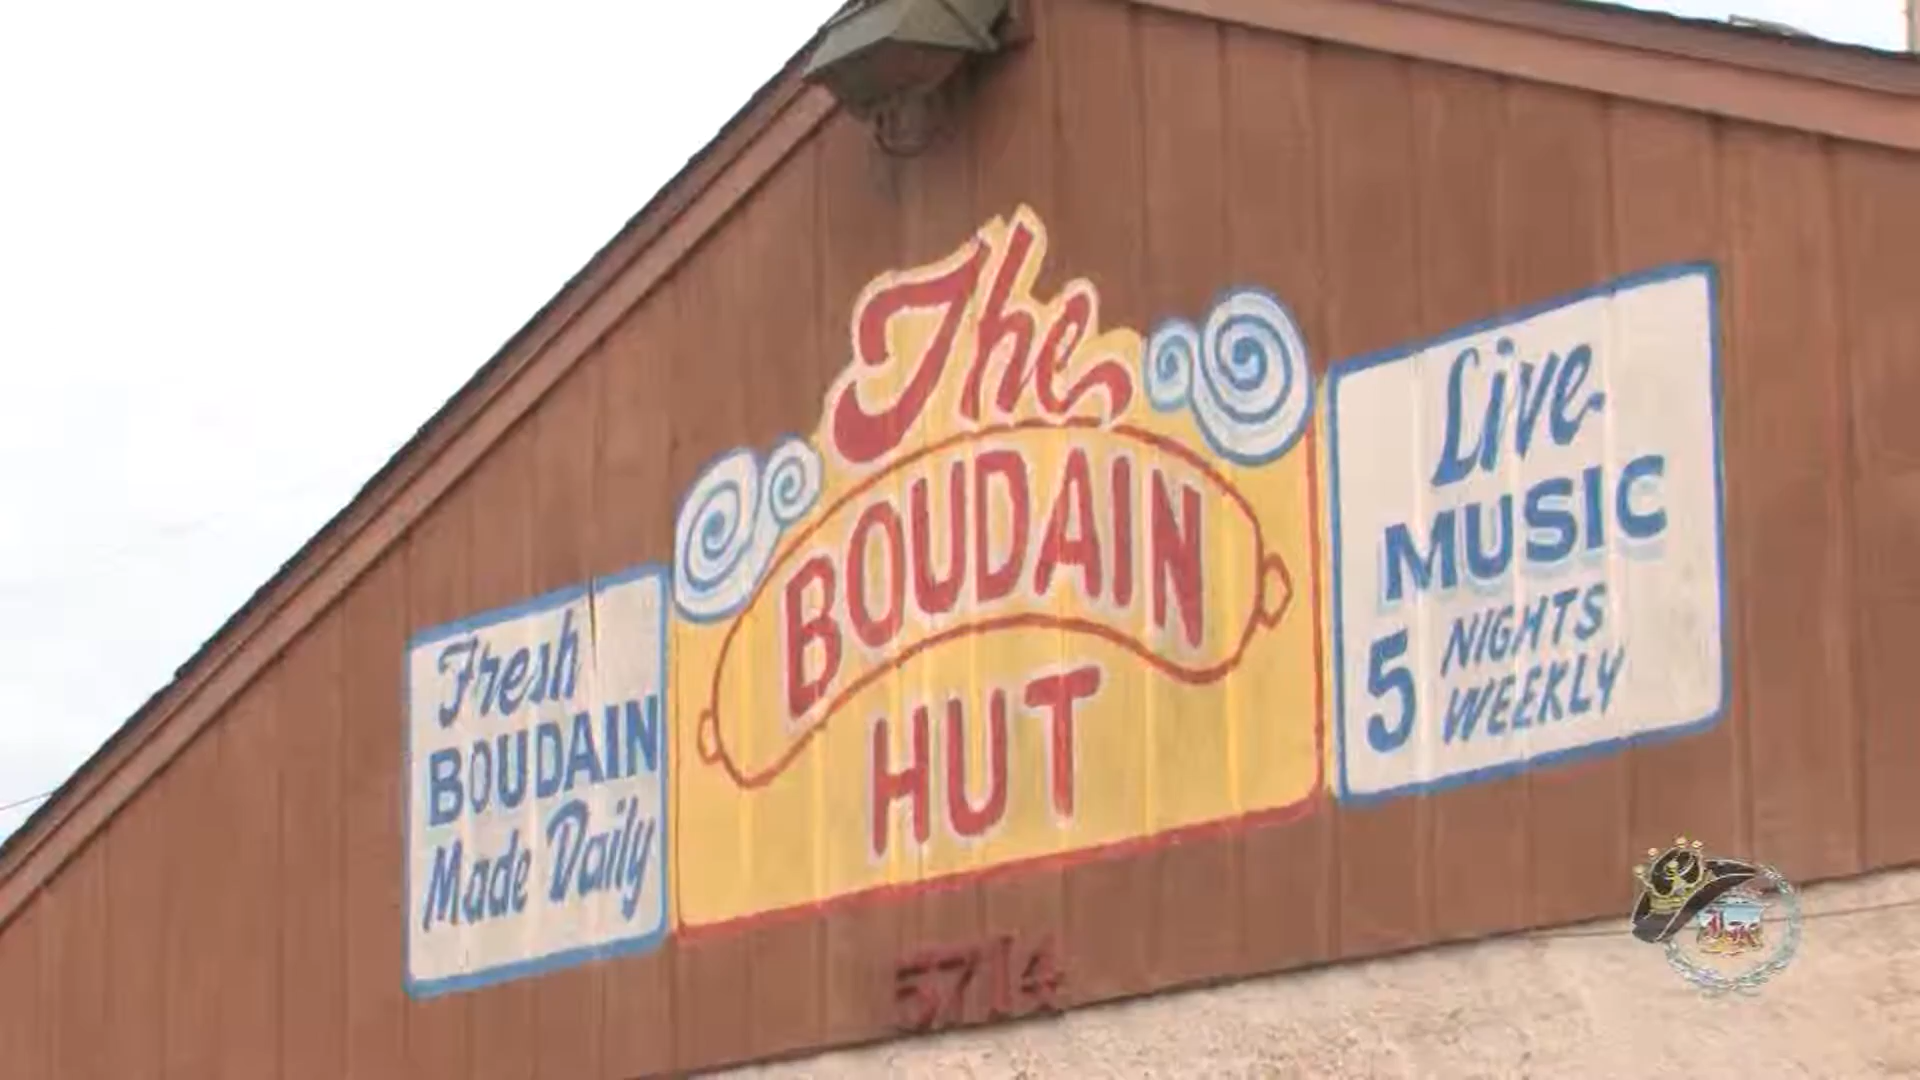 The
BOUDAIN
HUT
Fresh
BOUDAIN
Made Daily
Live
MUSIC
5 NIGHTS
WEEKLY
5714